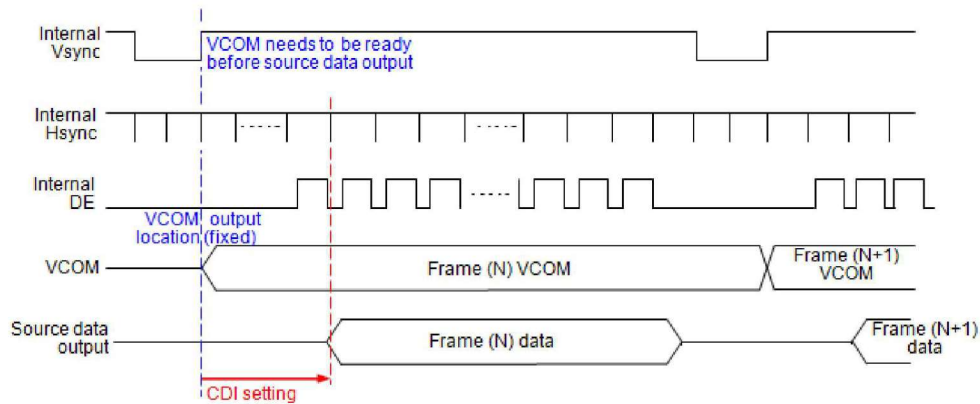 Internal
Vsync
VCOM needs to be ready
before source data output
Internal
Hsync
Internal
DE
VCOM output
location (fixed)
VCOM
Frame (N) VCOM
Frame (N+1)
VCOM
Source data
output
Frame (N) data
Frame (N+1)
data
CDI setting